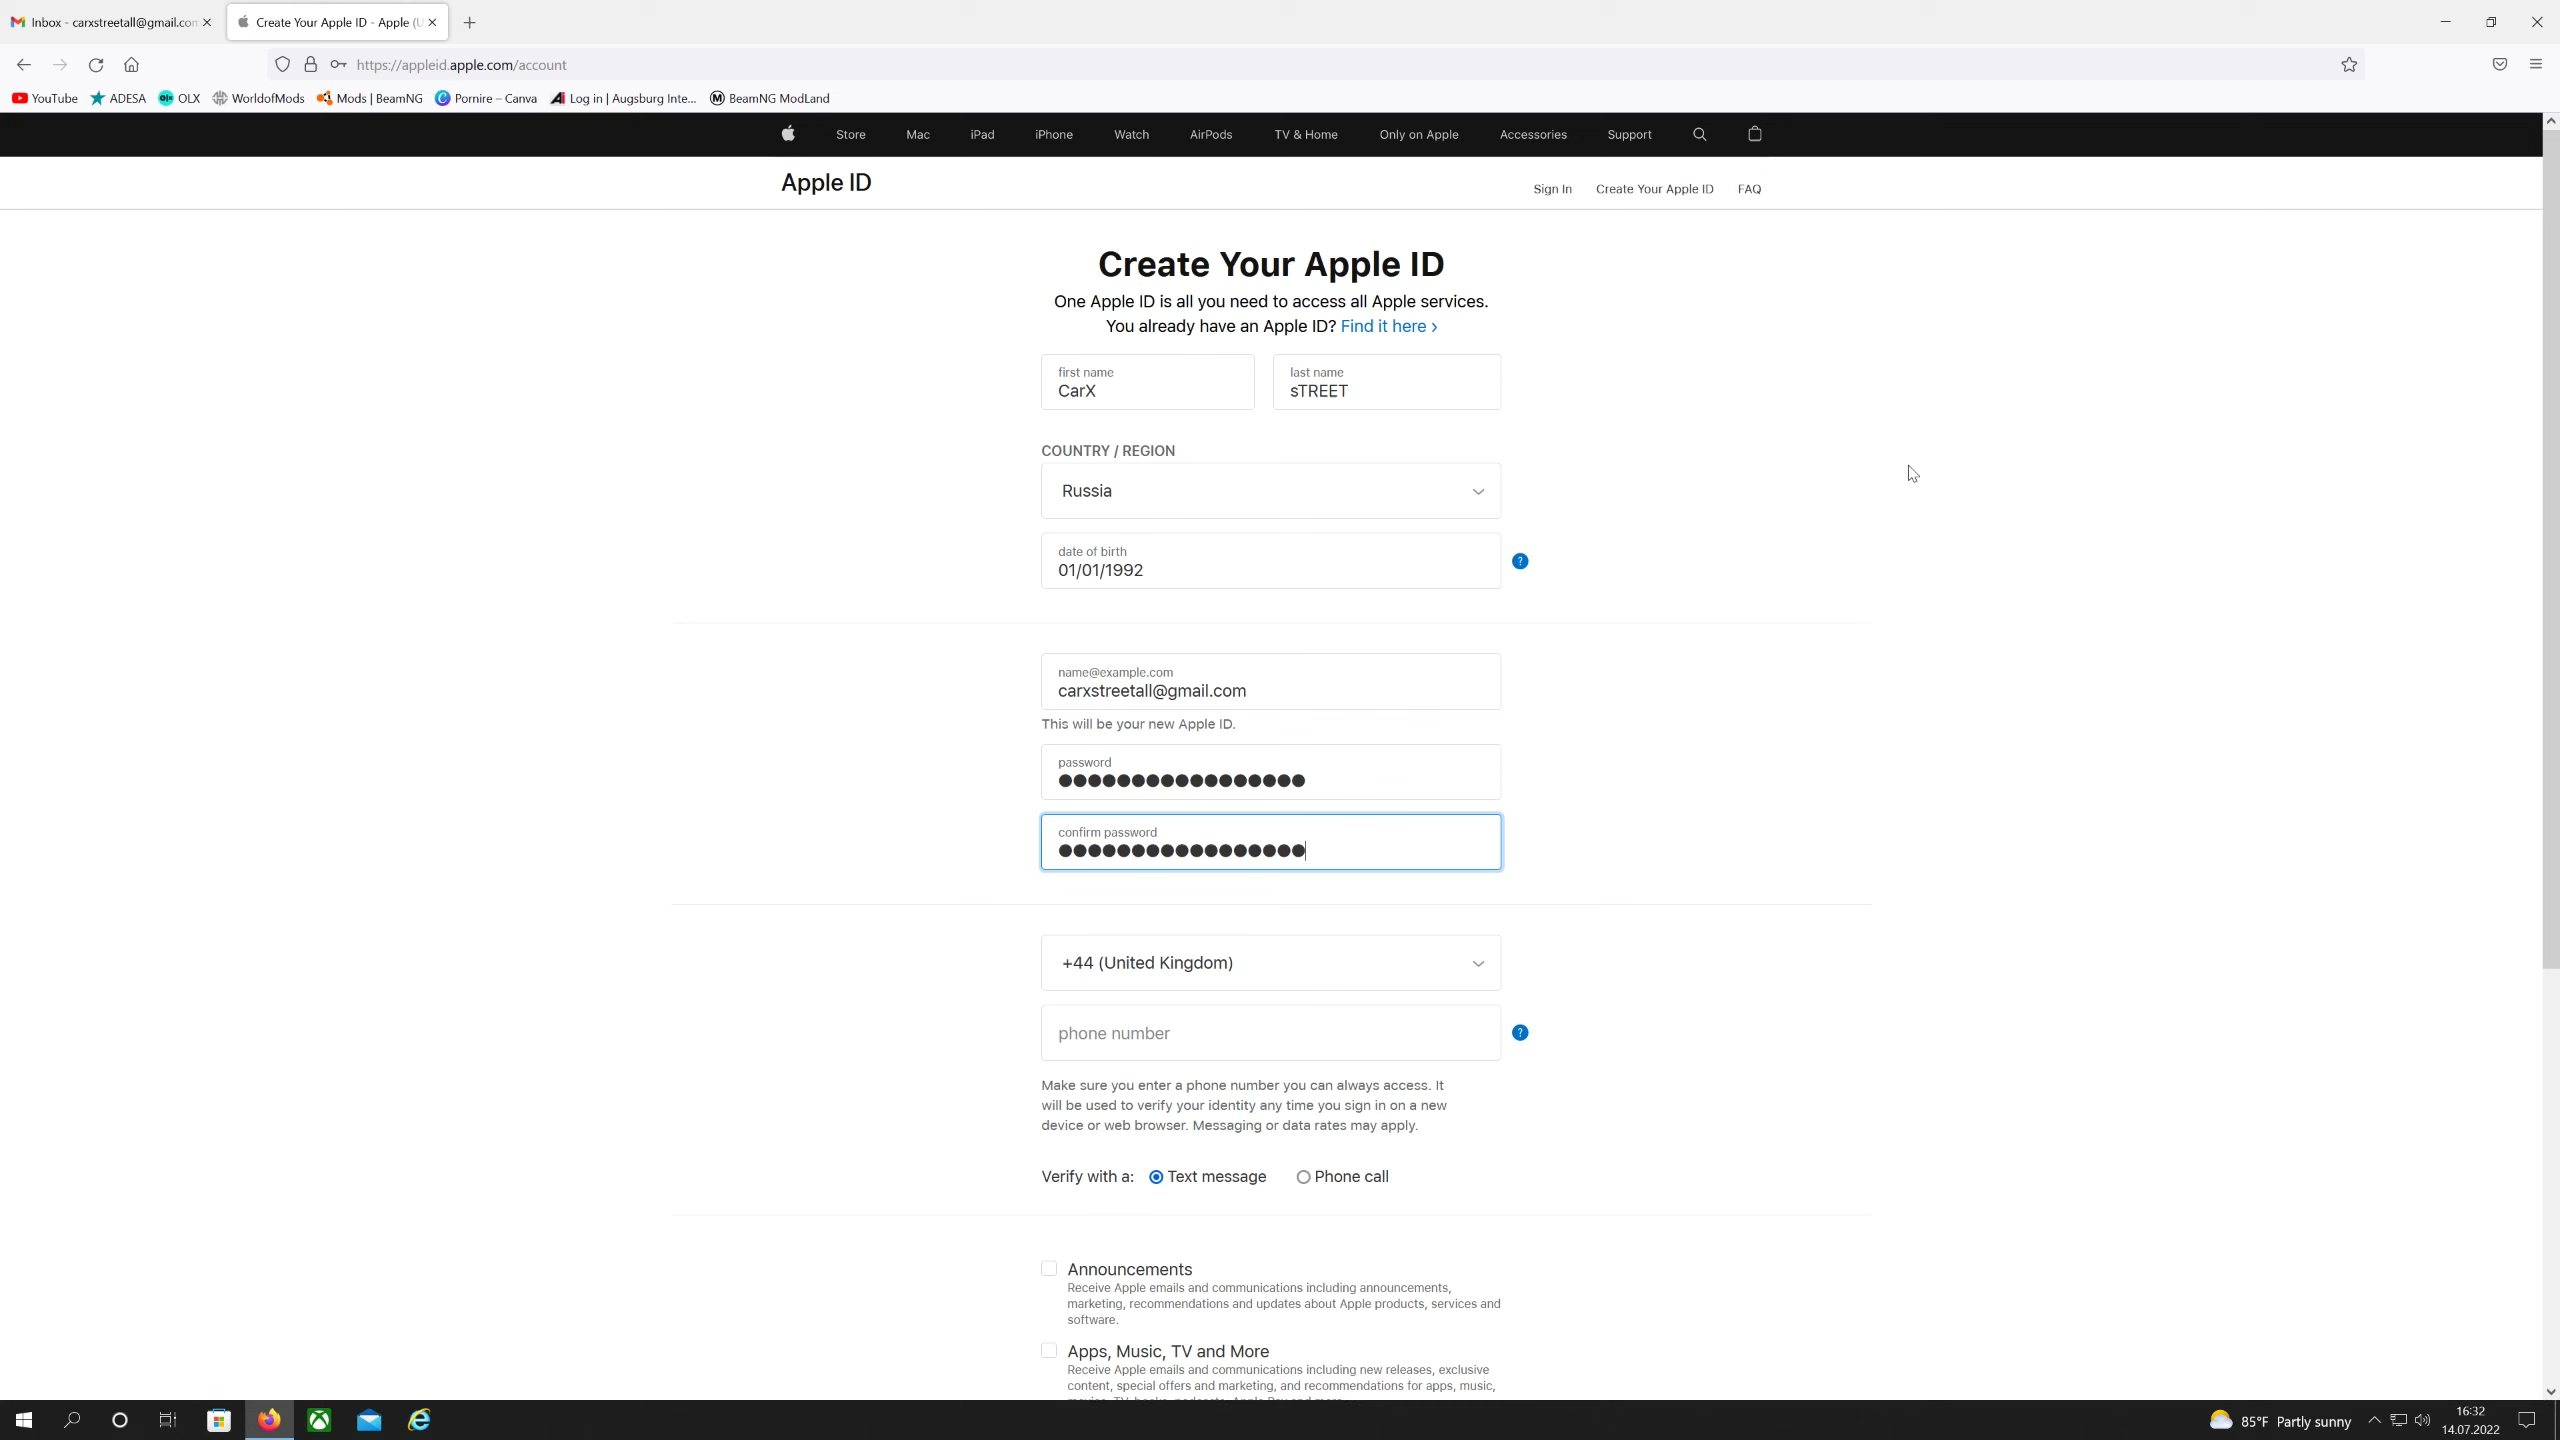 Inbox - carxstreetall@gmail.com
Create Your Apple ID - Apple (U
https://appleid.apple.com/account
YouTube ADESA OLX WorldofMods Mods | BeamNG Pornire – Canva Log in | Augsburg Inte... BeamNG ModLand
Store Mac iPad iPhone Watch AirPods TV & Home Only on Apple Accessories Support
Apple ID
Sign In Create Your Apple ID FAQ
Create Your Apple ID
One Apple ID is all you need to access all Apple services.
You already have an Apple ID? Find it here ›
first name
CarX
last name
sTREET
COUNTRY / REGION
Russia
date of birth
01/01/1992
?
name@example.com
carxstreetall@gmail.com
This will be your new Apple ID.
password
confirm password
+44 (United Kingdom)
phone number
?
Make sure you enter a phone number you can always access. It
will be used to verify your identity any time you sign in on a new
device or web browser. Messaging or data rates may apply.
Verify with a: Text message Phone call
Announcements
Receive Apple emails and communications including announcements,
marketing, recommendations and updates about Apple products, services and
software.
Apps, Music, TV and More
Receive Apple emails and communications including new releases, exclusive
content, special offers and marketing, and recommendations for apps, music,
85°F Partly sunny
16:32
14.07.2022